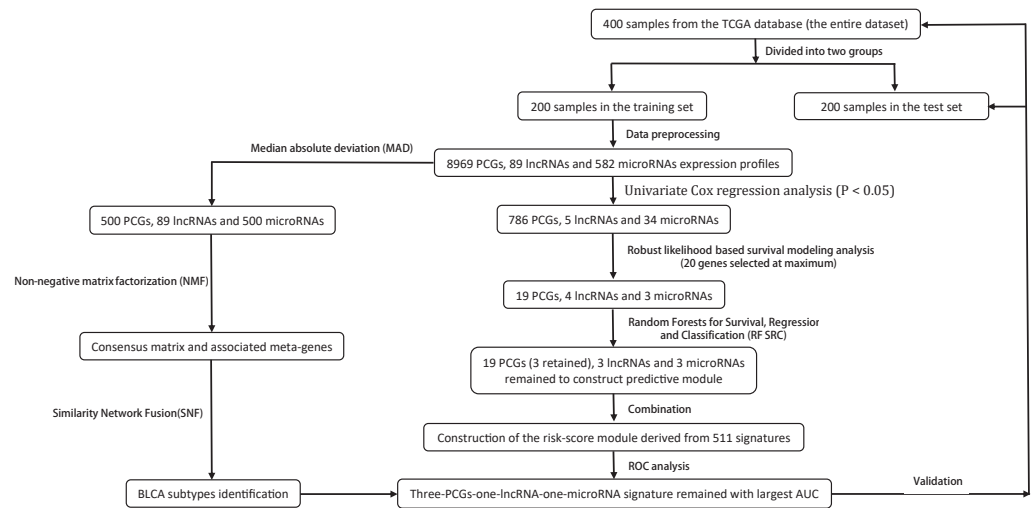 400 samples from the TCGA database (the entire dataset)
Divided into two groups
200 samples in the training set
200 samples in the test set
Data preprocessing
Median absolute deviation (MAD)
8969 PCGs, 89 lncRNAs and 582 microRNAs expression profiles
Univariate Cox regression analysis (P < 0.05)
500 PCGs, 89 lncRNAs and 500 microRNAs
786 PCGs, 5 lncRNAs and 34 microRNAs
Robust likelihood based survival modeling analysis
(20 genes selected at maximum)
Non-negative matrix factorization (NMF)
19 PCGs, 4 lncRNAs and 3 microRNAs
Random Forests for Survival, Regression
and Classification (RF SRC)
Consensus matrix and associated meta-genes
19 PCGs (3 retained), 3 lncRNAs and 3 microRNAs
remained to construct predictive module
Combination
Similarity Network Fusion(SNF)
Construction of the risk-score module derived from 511 signatures
ROC analysis
BLCA subtypes identification
Three-PCGs-one-lncRNA-one-microRNA signature remained with largest AUC
Validation